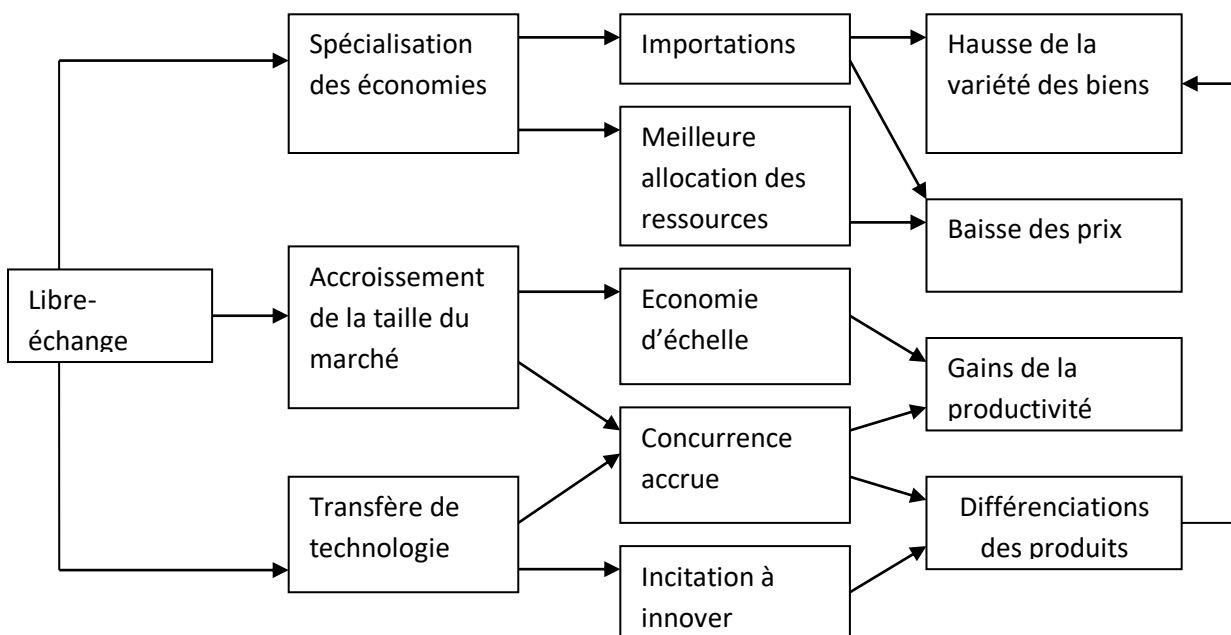 Spécialisation
des économies
Importations
Hausse de la
variété des biens
Meilleure
allocation des
ressources
Baisse des prix
Libre-
échange
Accroissement
de la taille du
marché
Economie
d’échelle
Gains de la
productivité
Concurrence
accrue
Transfère de
technologie
Différenciations
des produits
Incitation à
innover